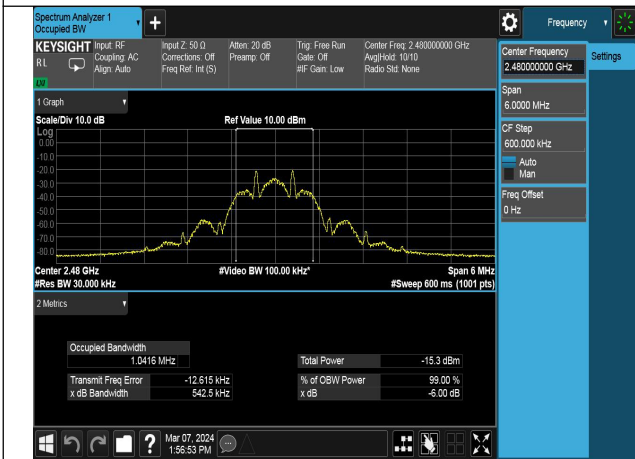 Spectrum Analyzer 1
Occupied BW
Frequency
KEYSIGHT
R L
LXI
Input: RF
Coupling: AC
Align: Auto
Input Z: 50 Ω
Corrections: Off
Freq Ref: Int (S)
Atten: 20 dB
Preamp: Off
Trig: Free Run
Gate: Off
#IF Gain: Low
Center Freq: 2.480000000 GHz
Avg|Hold: 10/10
Radio Std: None
Center Frequency
2.480000000 GHz
Settings
Span
6.0000 MHz
CF Step
600.000 kHz
Auto
Man
Freq Offset
0 Hz
1 Graph
Scale/Div 10.0 dB
Ref Value 10.00 dBm
Log
0.00
-10.0
-20.0
-30.0
-40.0
-50.0
-60.0
-70.0
-80.0
Center 2.48 GHz
#Video BW 100.00 kHz*
Span 6 MHz
#Res BW 30.000 kHz
#Sweep 600 ms (1001 pts)
2 Metrics
Occupied Bandwidth
1.0416 MHz
Total Power -15.3 dBm
Transmit Freq Error -12.615 kHz
% of OBW Power 99.00 %
x dB Bandwidth 542.5 kHz
x dB -6.00 dB
?
Mar 07, 2024
1:56:53 PM